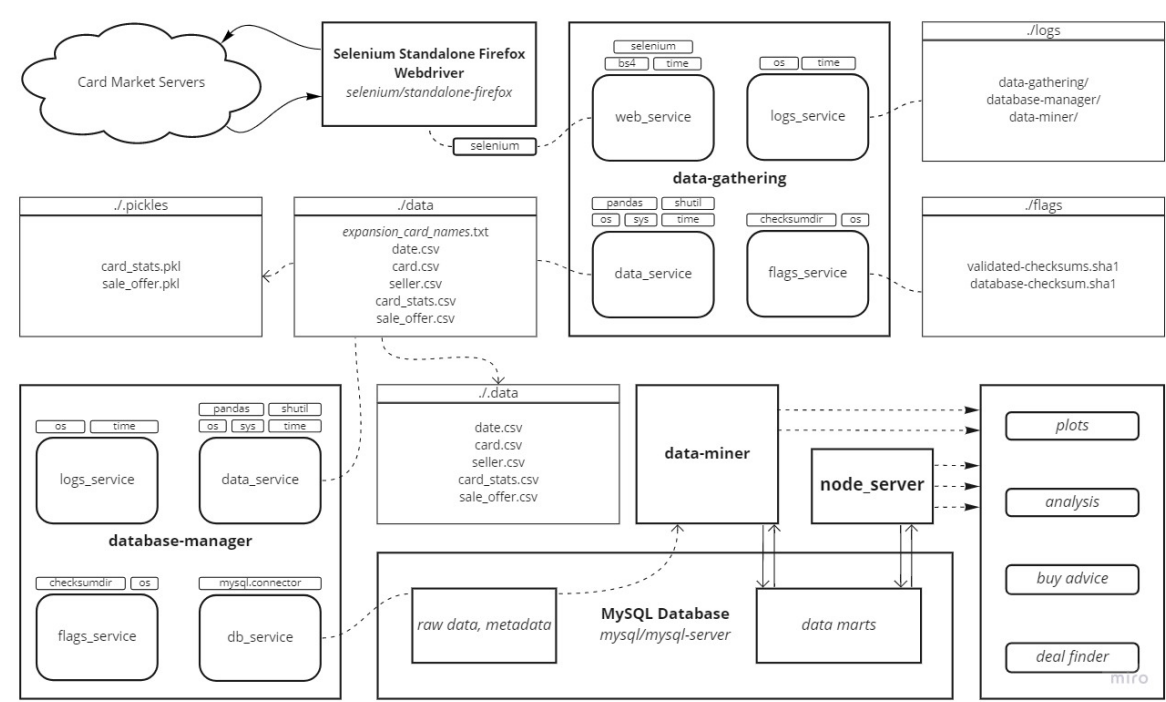 Card Market Servers
Selenium Standalone Firefox
Webdriver
selenium/standalone-firefox
selenium
selenium
bs4 time
web_service
os time
logs_service
data-gathering
pandas shutil
os sys time
data_service
checksumdir os
flags_service
./logs
data-gathering/
database-manager/
data-miner/
./.pickles
card_stats.pkl
sale_offer.pkl
./data
expansion_card_names.txt
date.csv
card.csv
seller.csv
card_stats.csv
sale_offer.csv
./flags
validated-checksums.sha1
database-checksum.sha1
os time
logs_service
pandas shutil
os sys time
data_service
database-manager
checksumdir os
flags_service
mysql.connector
db_service
./.data
date.csv
card.csv
seller.csv
card_stats.csv
sale_offer.csv
data-miner
node_server
raw data, metadata
MySQL Database
mysql/mysql-server
data marts
plots
analysis
buy advice
deal finder
miro